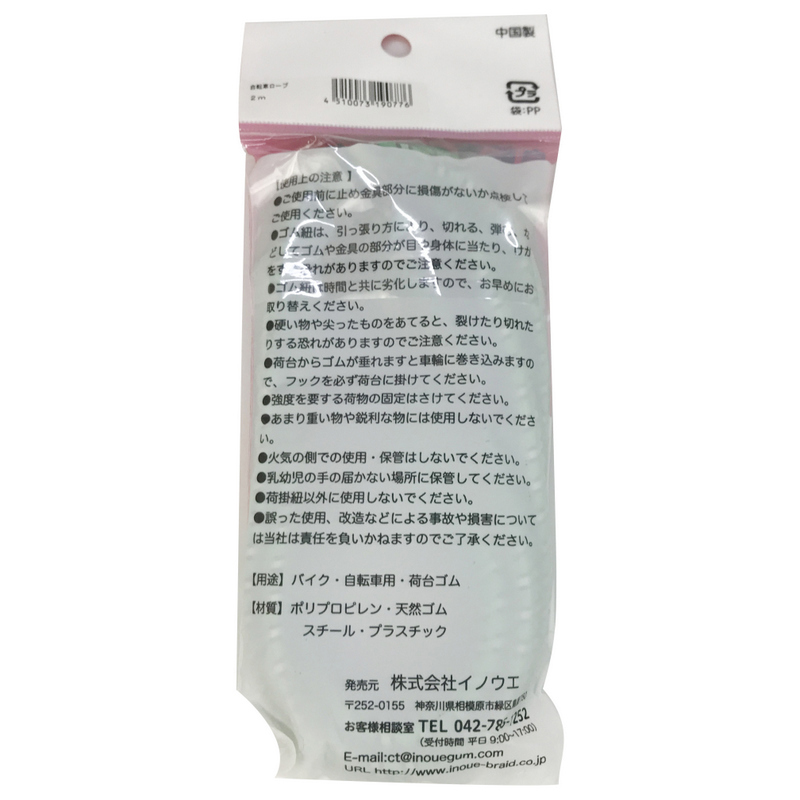 中国製
自転車ロープ
2m
4 910073 190776
袋:PP
【使用上の注意】
●ご使用前に止め金具部分に損傷がないか点検して
ご使用ください。
●ゴム紐は、引っ張り方により、切れる、
どしてゴムや金具の部分が目や身体に当たり、けが
をする恐れがありますのでご注意ください。
●ゴム紐は時間と共に劣化しますので、お早めにお
取り替えください。
●硬い物や尖ったものをあてると、裂けたり切れた
りする恐れがありますのでご注意ください。
●荷台からゴムが垂れますと車輪に巻き込みますの
で、フックを必ず荷台に掛けてください。
●強度を要する荷物の固定はさけてください。
●あまり重い物や鋭利な物には使用しないでくださ
い。
●火気の側での使用・保管はしないでください。
●乳幼児の手の届かない場所に保管してください。
●荷掛紐以外に使用しないでください。
●誤った使用、改造などによる事故や損害について
は当社は責任を負いかねますのでご了承ください。
【用途】バイク・自転車用・荷台ゴム
【材質】ポリプロピレン・天然ゴム
スチール・プラスチック
発売元 株式会社イノウエ
〒252-0155 神奈川県相模原市緑区
お客様相談室 TEL 042-
(受付時間 平日 9:00~17:00)
E-mail:ct@inouegum.com
URL http://www.inoue-braid.co.jp